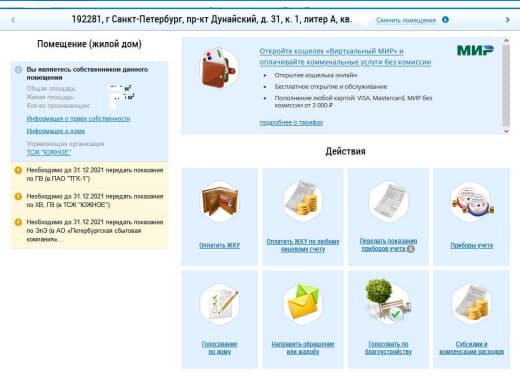 192281, г Санкт-Петербург, пр-кт Дунайский, д. 31, к. 1, литер А, кв.
Сменить помещение
Помещение (жилой дом)
Вы являетесь собственником данного
помещения
Общая площадь: м²
Жилая площадь: м²
Кол-во проживающих:
Информация о праве собственности
Информация о доме
Управляющая организация
ТСЖ "ЮЖНОЕ"
Необходимо до 31.12.2021 передать показания
по ГВ (в ПАО "ТГК-1")
Необходимо до 31.12.2021 передать показания
по ХВ, ГВ (в ТСЖ "ЮЖНОЕ")
Необходимо до 31.12.2021 передать показания
по ЭлЭ (в АО «Петербургская сбытовая
компания»...
Откройте кошелек «Виртуальный МИР» и
оплачивайте коммунальные услуги без комиссии
Открытие кошелька онлайн
Бесплатное открытие и обслуживание
Пополнение любой картой: VISA, Mastercard, МИР без
комиссии от 3 000 ₽
подробнее о тарифах
МИР
Действия
Оплатить ЖКУ
Оплатить ЖКУ по любому
лицевому счету
Передать показания
приборов учета
Приборы учета
Голосование
по дому
Направить обращение
или жалобу
Голосовать по
благоустройству
Субсидии и
компенсации расходов